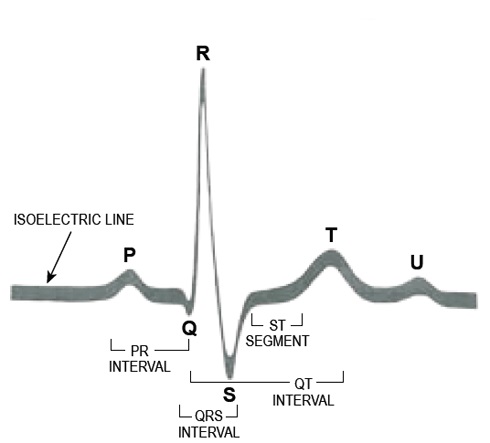 R
ISOELECTRIC LINE
P
T
U
Q
ST
SEGMENT
PR
INTERVAL
S
QT
INTERVAL
QRS
INTERVAL